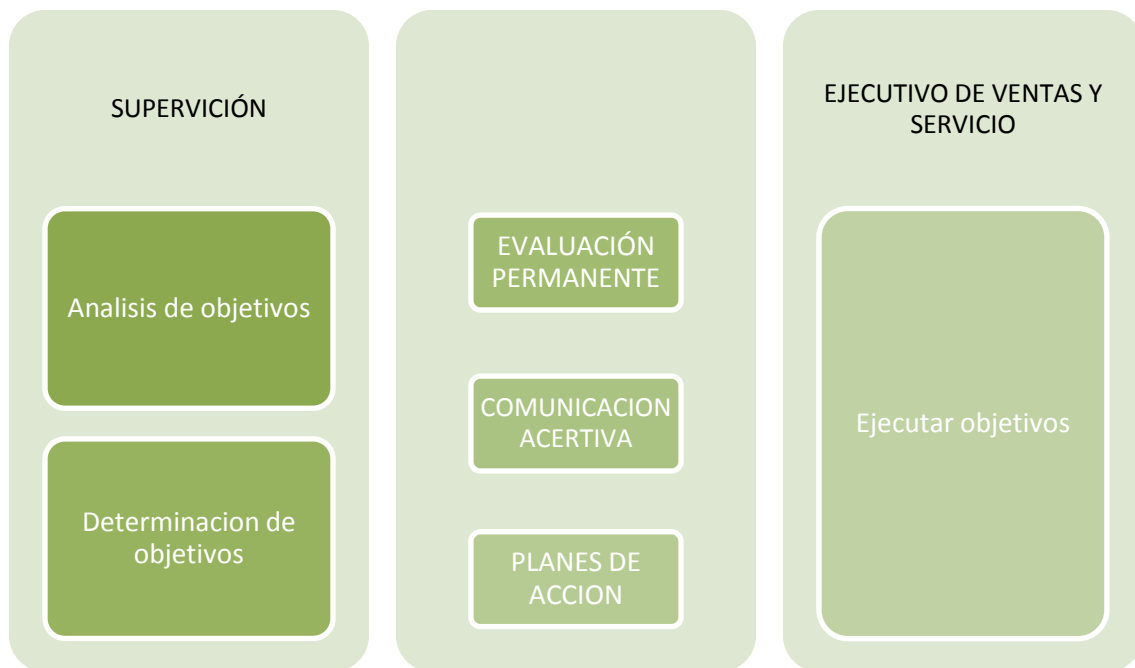 SUPERVICIÓN
Analisis de objetivos
Determinacion de
objetivos
EVALUACIÓN
PERMANENTE
COMUNICACION
ACERTIVA
PLANES DE
ACCION
EJECUTIVO DE VENTAS Y
SERVICIO
Ejecutar objetivos